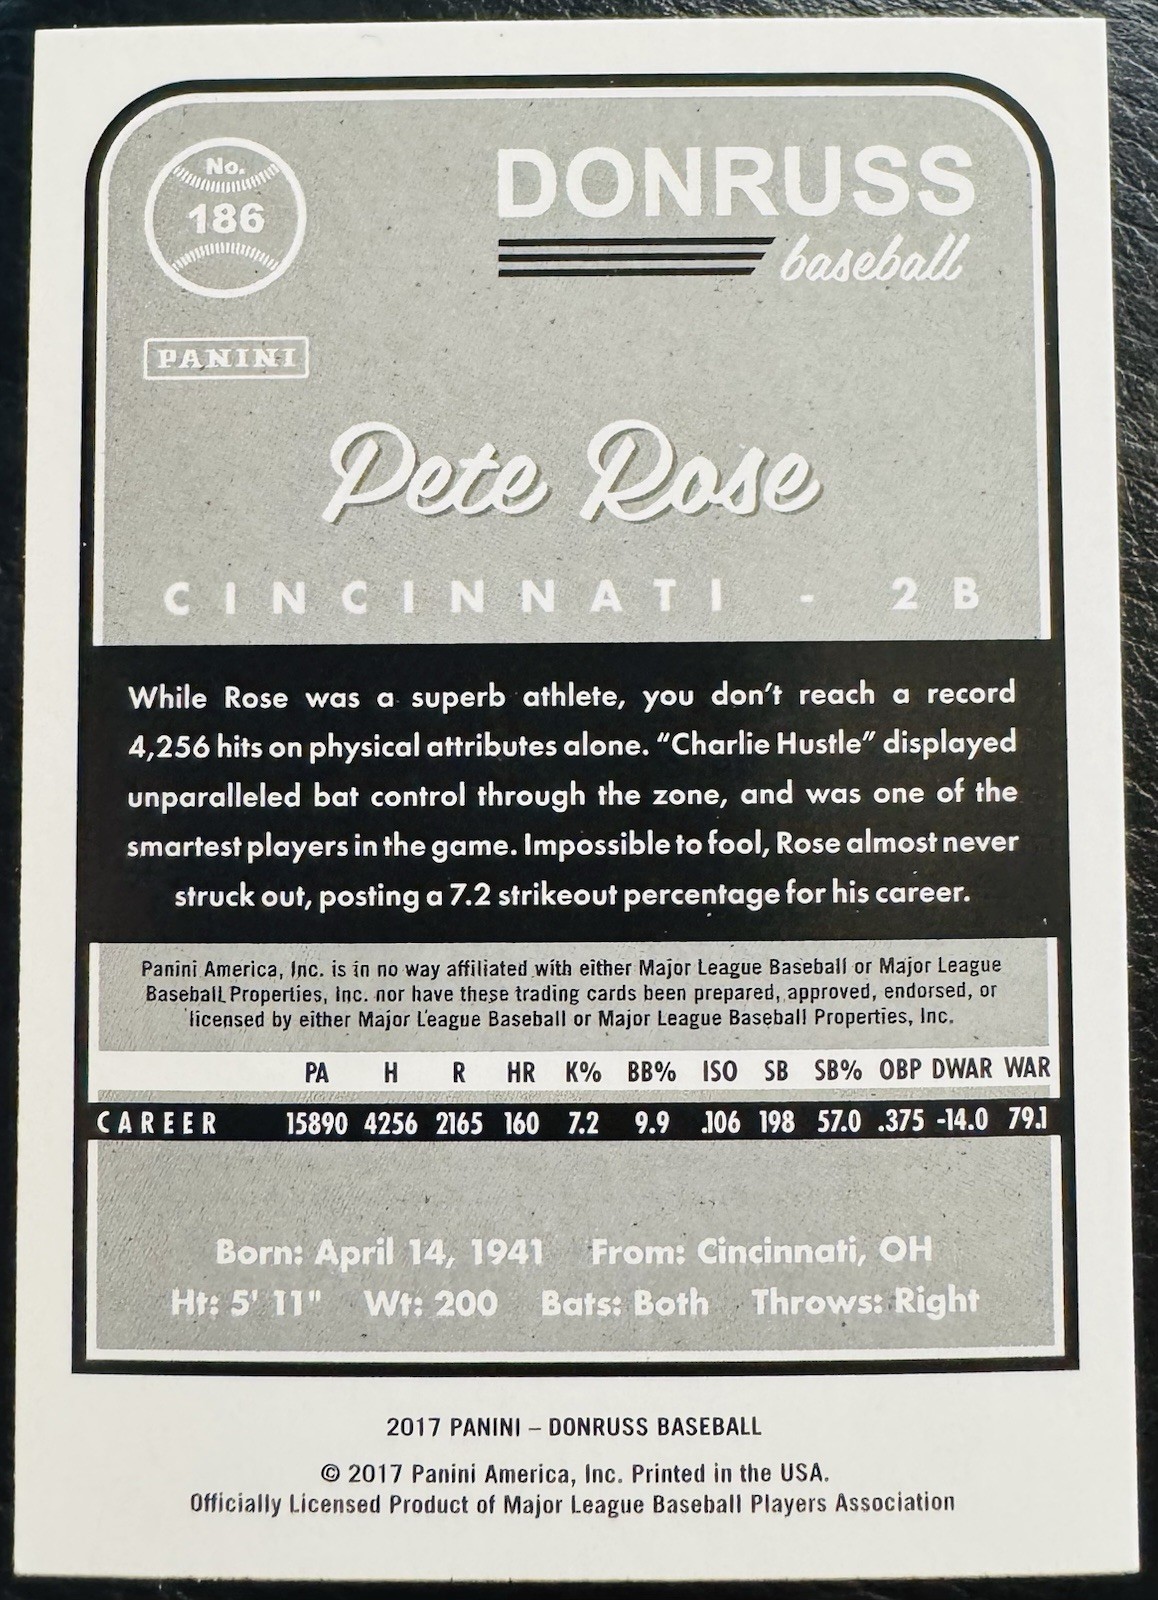 No.
186
DONRUSS
baseball
PANINI
Pete Rose
CINCINNATI - 2B
While Rose was a superb athlete, you don't reach a record
4,256 hits on physical attributes alone. "Charlie Hustle" displayed
unparalleled bat control through the zone, and was one of the
smartest players in the game. Impossible to fool, Rose almost never
struck out, posting a 7.2 strikeout percentage for his career.
Panini America, Inc. is in no way affiliated with either Major League Baseball or Major League
Baseball Properties, Inc. nor have these trading cards been prepared, approved, endorsed, or
licensed by either Major League Baseball or Major League Baseball Properties, Inc.
PA H R HR K% BB% ISO SB SB% OBP DWAR WAR
CAREER 15890 4256 2165 160 7.2 9.9 .106 198 57.0 .375 -14.0 79.1
Born: April 14, 1941 From: Cincinnati, OH
Ht: 5' 11" Wt: 200 Bats: Both Throws: Right
2017 PANINI – DONRUSS BASEBALL
© 2017 Panini America, Inc. Printed in the USA.
Officially Licensed Product of Major League Baseball Players Association